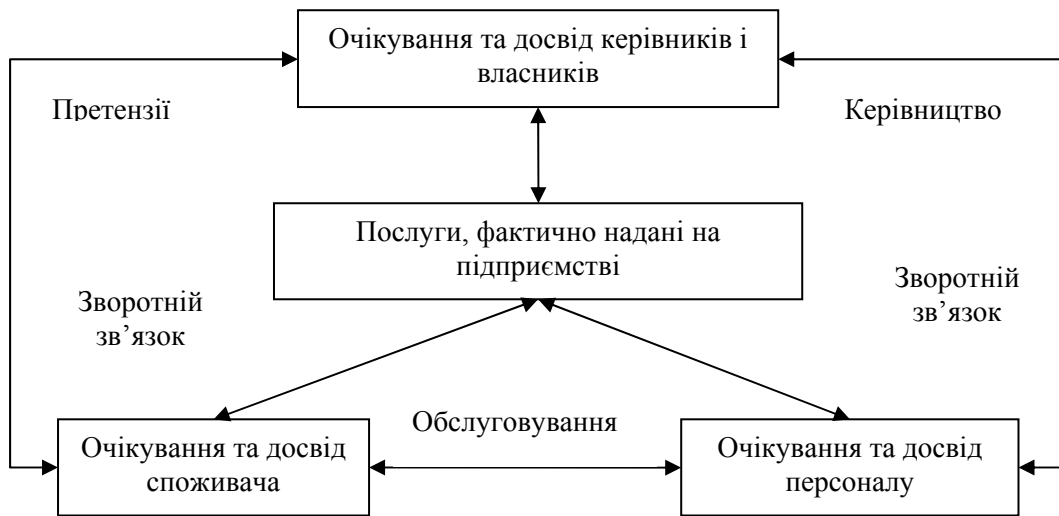 Очікування та досвід керівників і
власників
Претензії
Керівництво
Послуги, фактично надані на
підприємстві
Зворотній
зв’язок
Зворотній
зв’язок
Обслуговування
Очікування та досвід
споживача
Очікування та досвід
персоналу